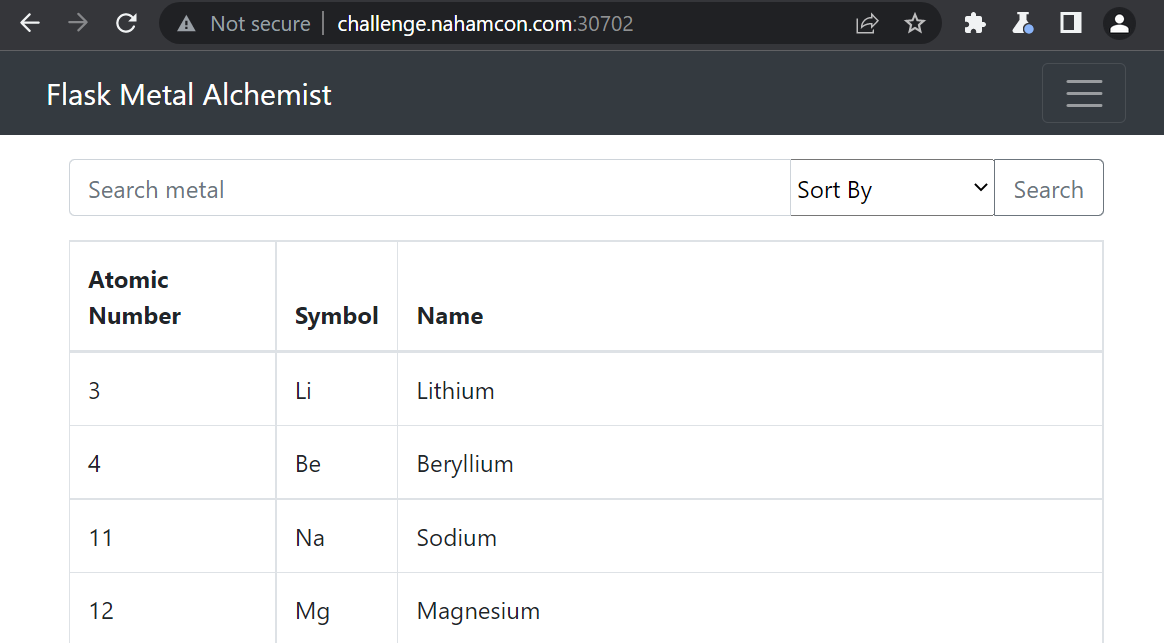 Not secure challenge.nahamcon.com:30702
Flask Metal Alchemist
Search metal Sort By Search
Atomic
Number Symbol Name
3 Li Lithium
4 Be Beryllium
11 Na Sodium
12 Mg Magnesium